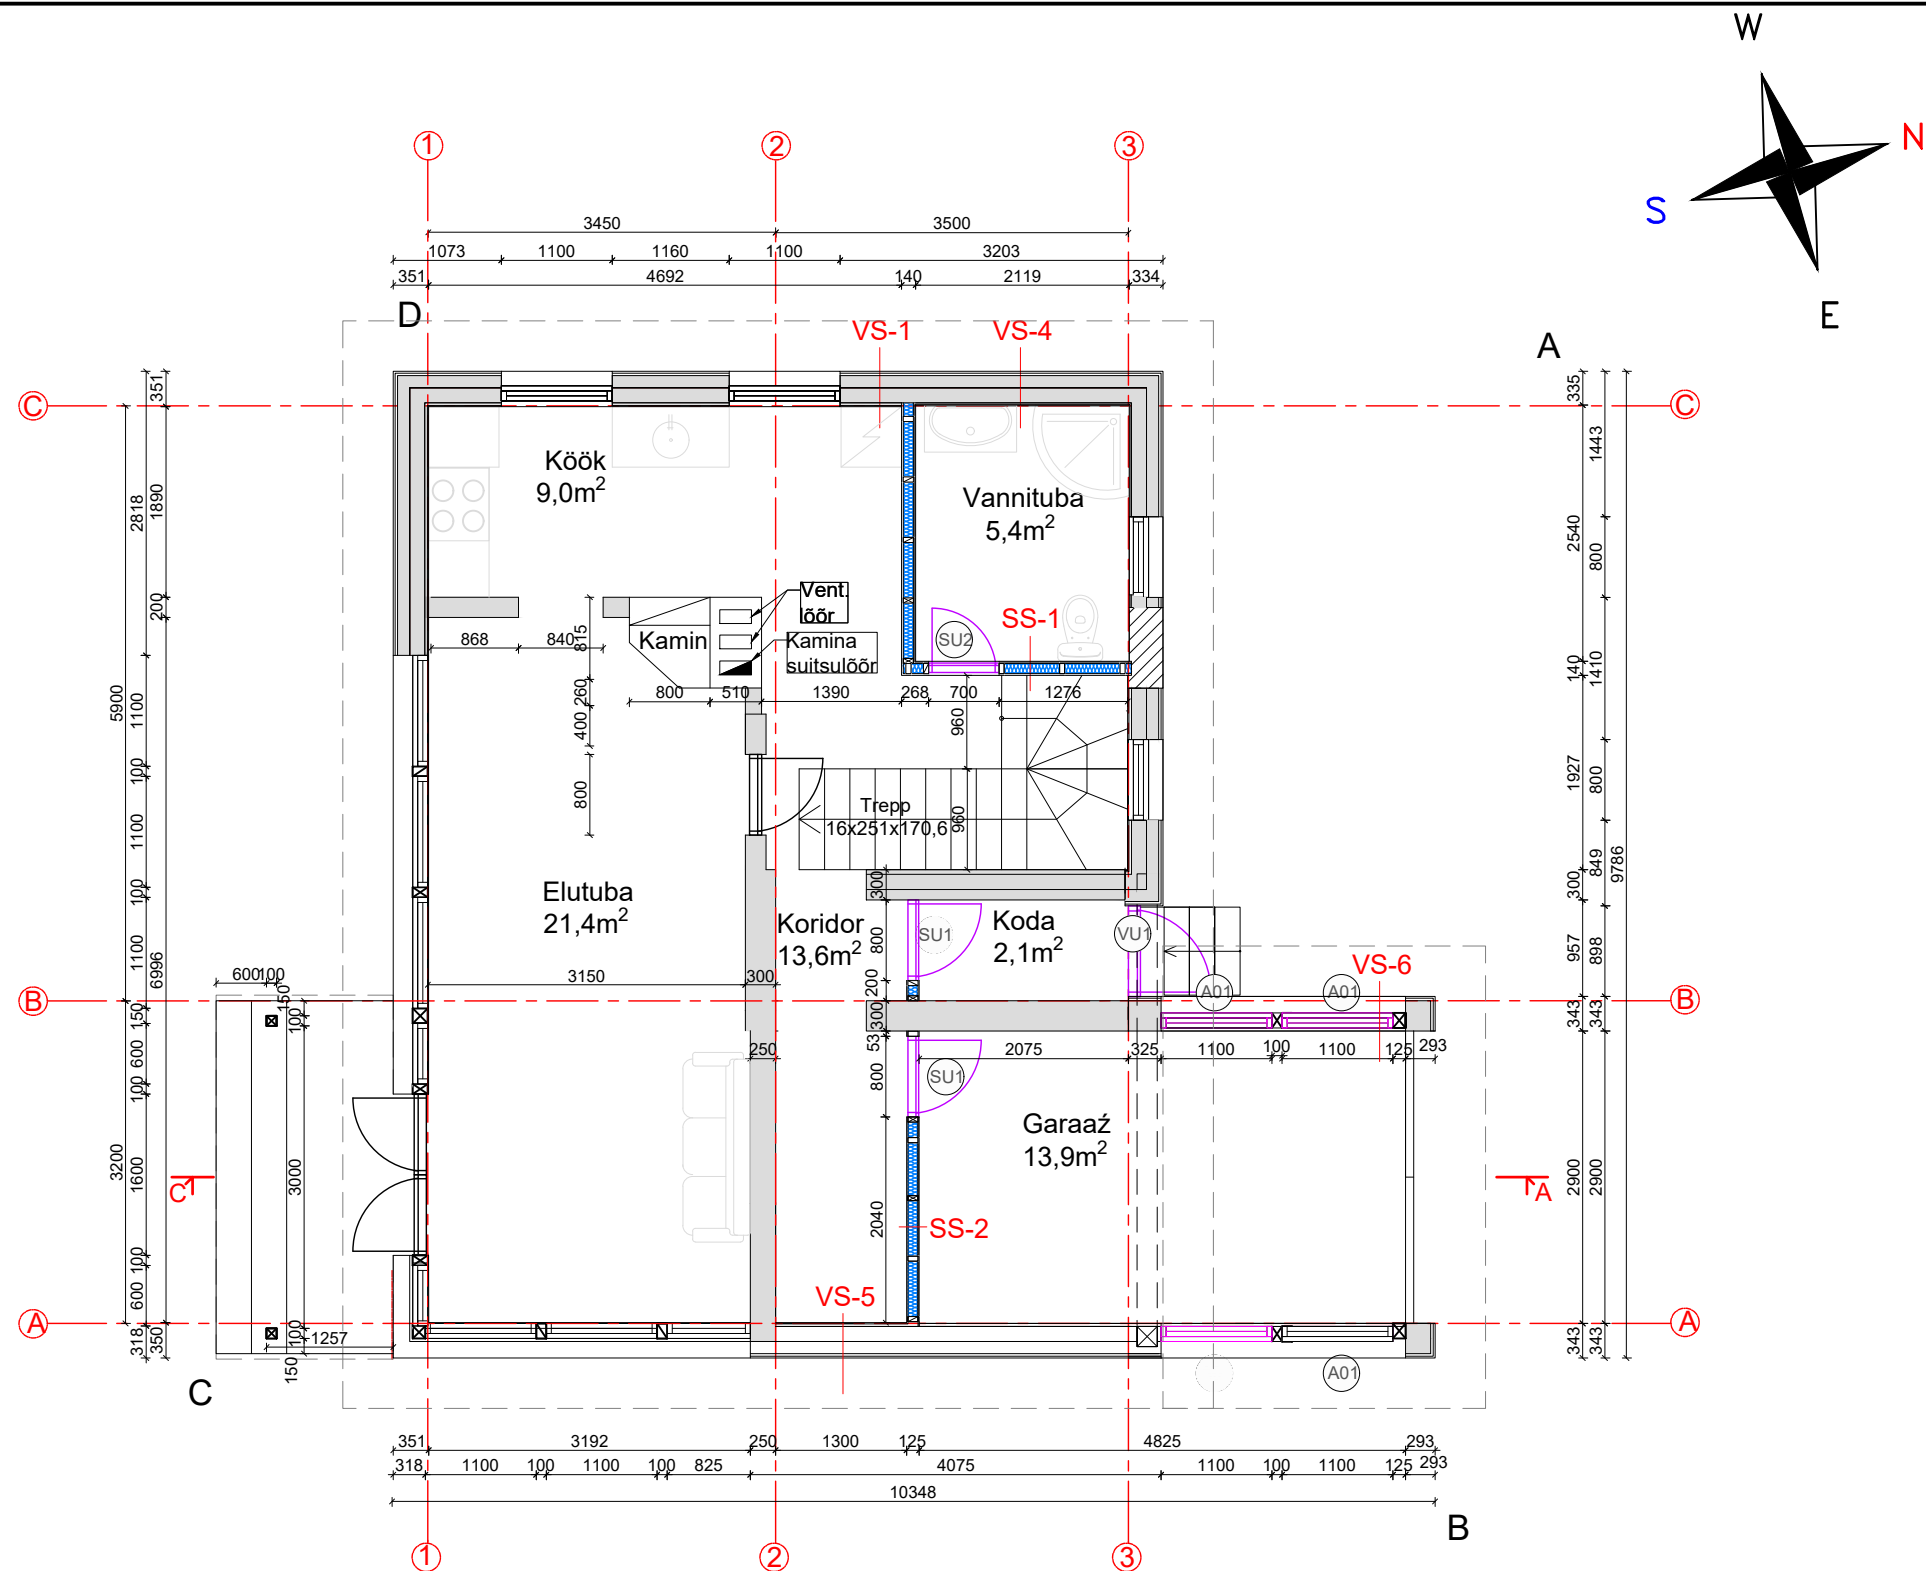 W
N
S
E
1
2
3
3450
3500
1073
1100
1160
1100
3203
351
4692
140
2119
334
D
A
VS-1
VS-4
C
C
351
1890
2818
200
5900
1100
100
1100
100
1100
6996
150
600
100
3200
1600
100
600
318
350
335
1443
2540
800
140
1410
1927
800
849
300
9786
957
898
343
343
2900
2900
343
343
Köök
9,0m²
Vannituba
5,4m²
Vent.
lõõr
Kamin
Kamina
suitsulõõr
SU2
SS-1
868
840
815
260
400
800
800
510
1390
268
700
1276
960
960
Trepp
16x251x170,6
Elutuba
21,4m²
Koridor
13,6m²
Koda
2,1m²
300
800
200
300
53
800
2040
SU1
VU1
SU1
A01
A01
VS-6
B
B
600
100
150
100
3000
100
150
1257
3150
300
250
2075
325
1100
100
1100
125
293
Garaaź
13,9m²
C
A
SS-2
VS-5
A
A
A01
C
351
3192
250
1300
125
4825
293
318
1100
100
1100
100
825
4075
1100
100
1100
125
293
10348
B
1
2
3